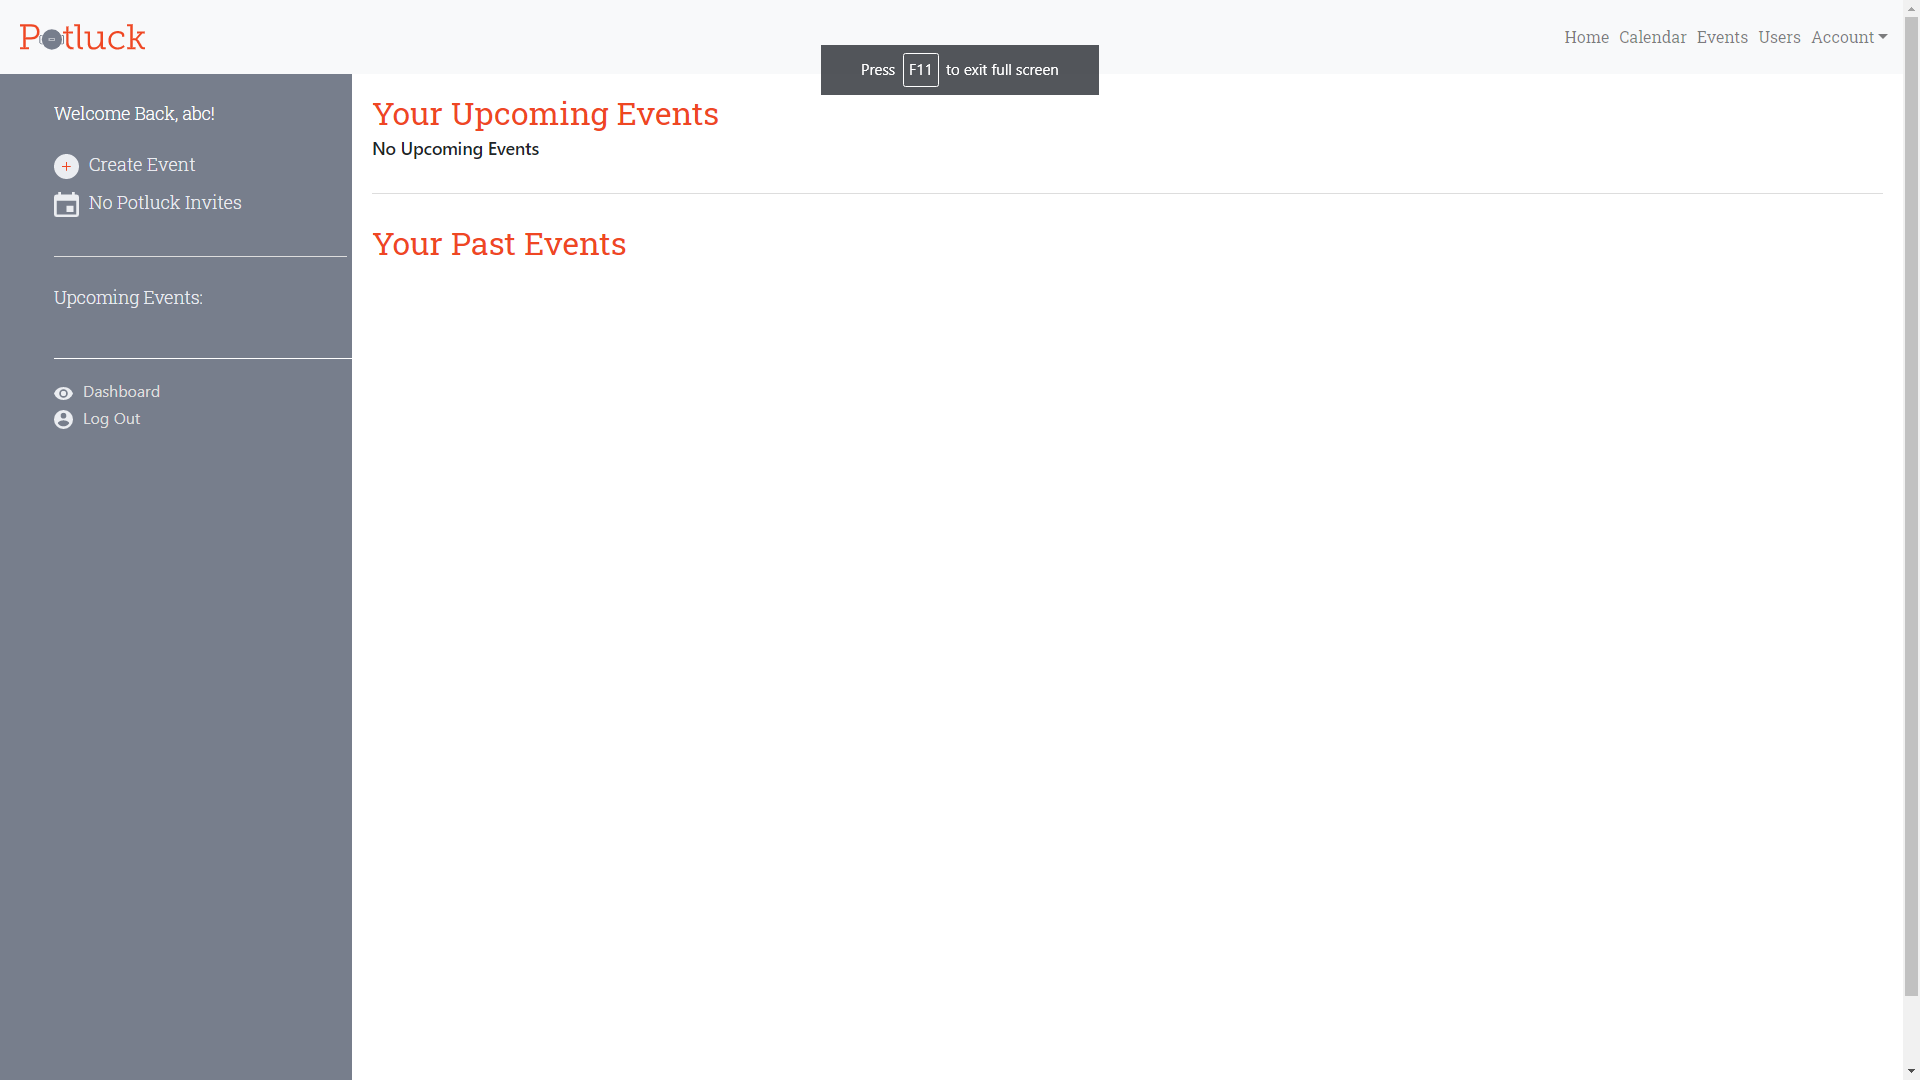 Potluck
Home Calendar Events Users Account
Press F11 to exit full screen
Welcome Back, abc!
Create Event
No Potluck Invites
Upcoming Events:
Dashboard
Log Out
Your Upcoming Events
No Upcoming Events
Your Past Events